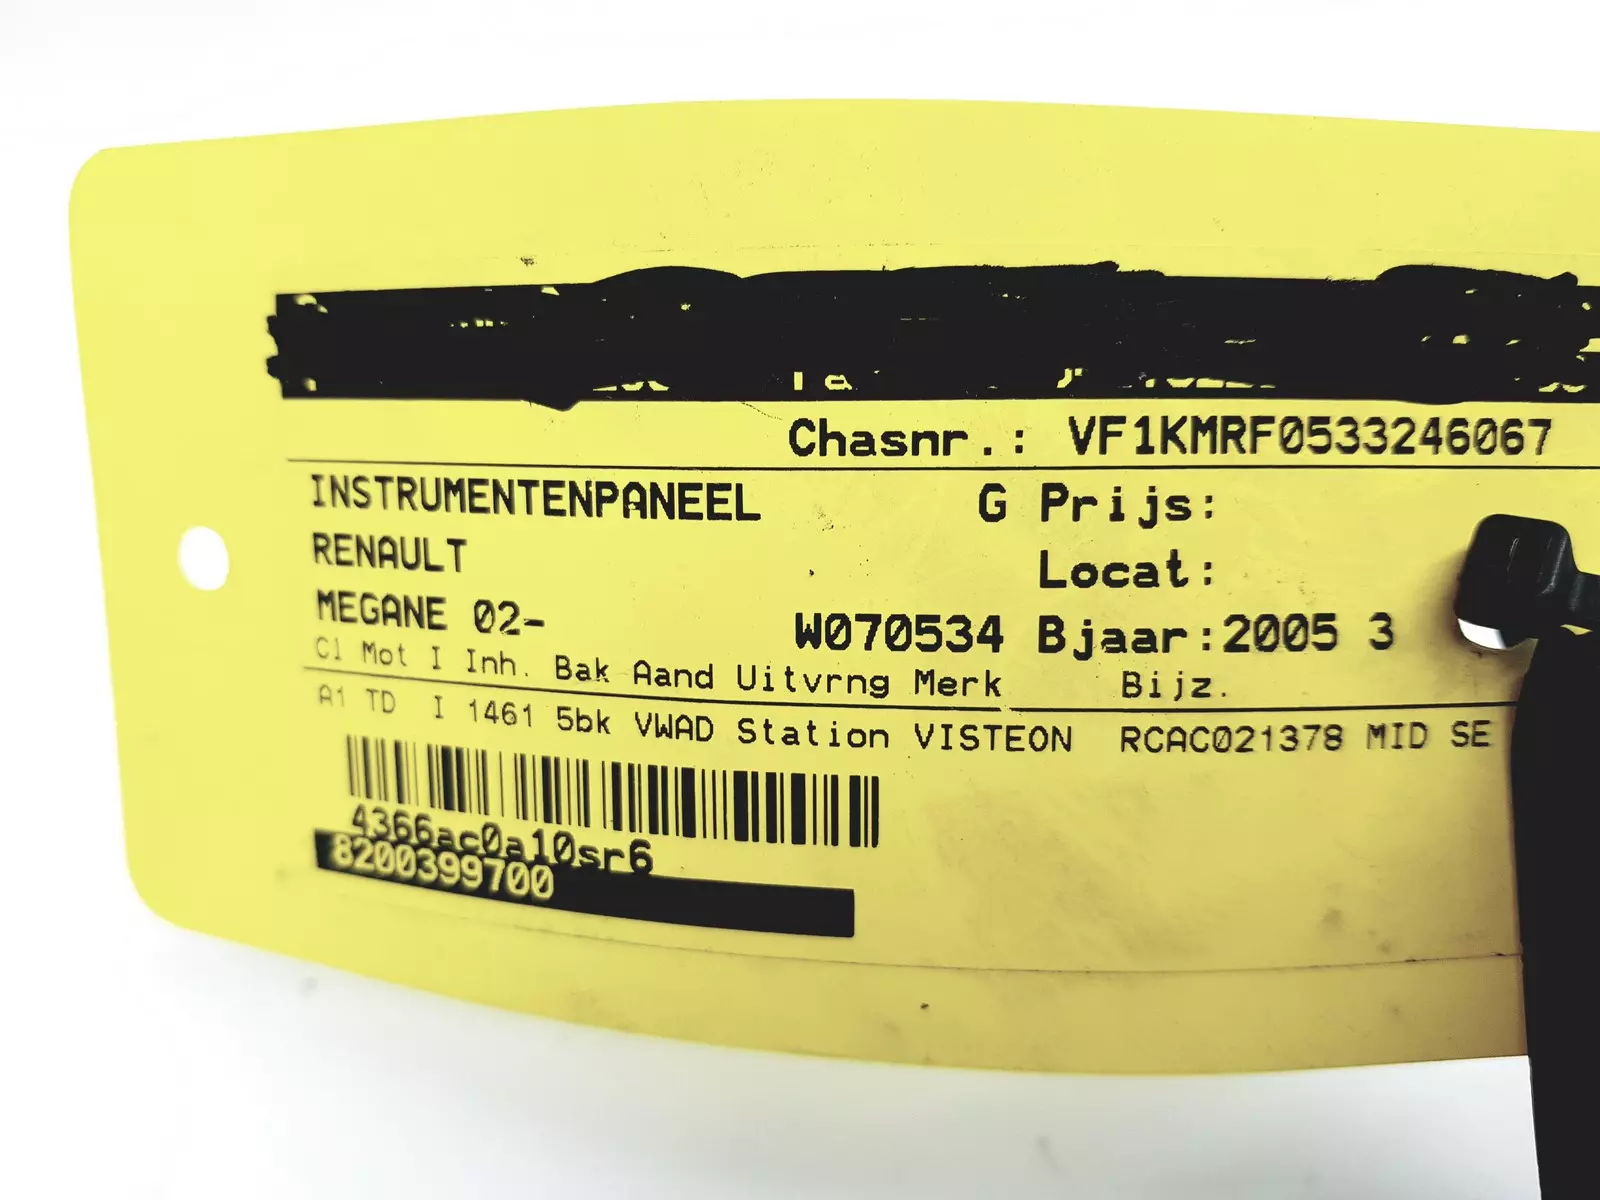 Chasnr.: VF1KMRF0533246067
INSTRUMENTENPANEEL G Prijs:
RENAULT Locat:
MEGANE 02- W070534 Bjaar:2005 3
Cl Mot I Inh. Bak Aand Uitvrng Merk Bijz.
A1 TD I 1461 5bk VWAD Station VISTEON RCAC021378 MID SE
4366ac0a10sr6
8200399700